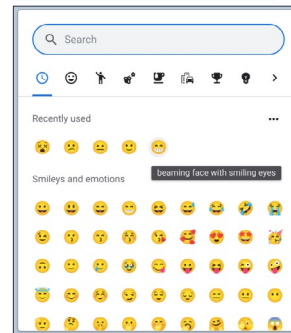 Search
Recently used
beaming face with smiling eyes
Smileys and emotions